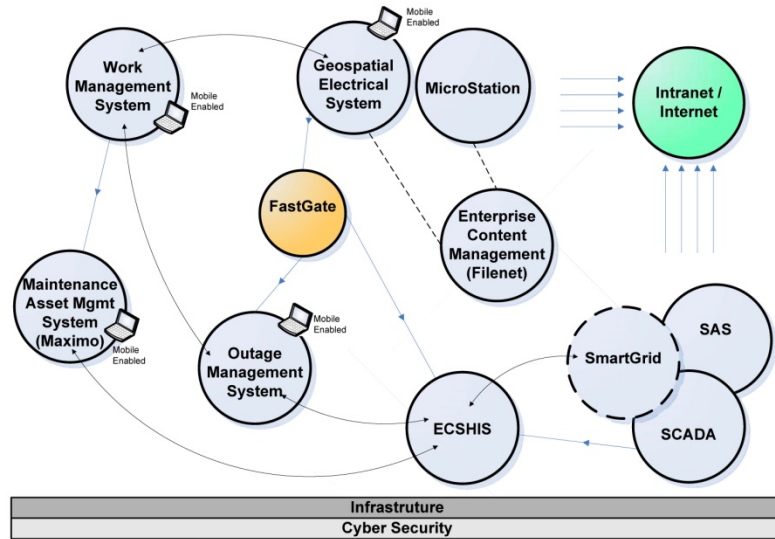 Mobile
Enabled
Work
Management
System
Mobile
Enabled
Geospatial
Electrical
System
MicroStation
Intranet /
Internet
FastGate
Enterprise
Content
Management
(Filenet)
Maintenance
Asset Mgmt
System
(Maximo)
Mobile
Enabled
Mobile
Enabled
Outage
Management
System
SmartGrid
SAS
SCADA
ECSHIS
Infrastruture
Cyber Security